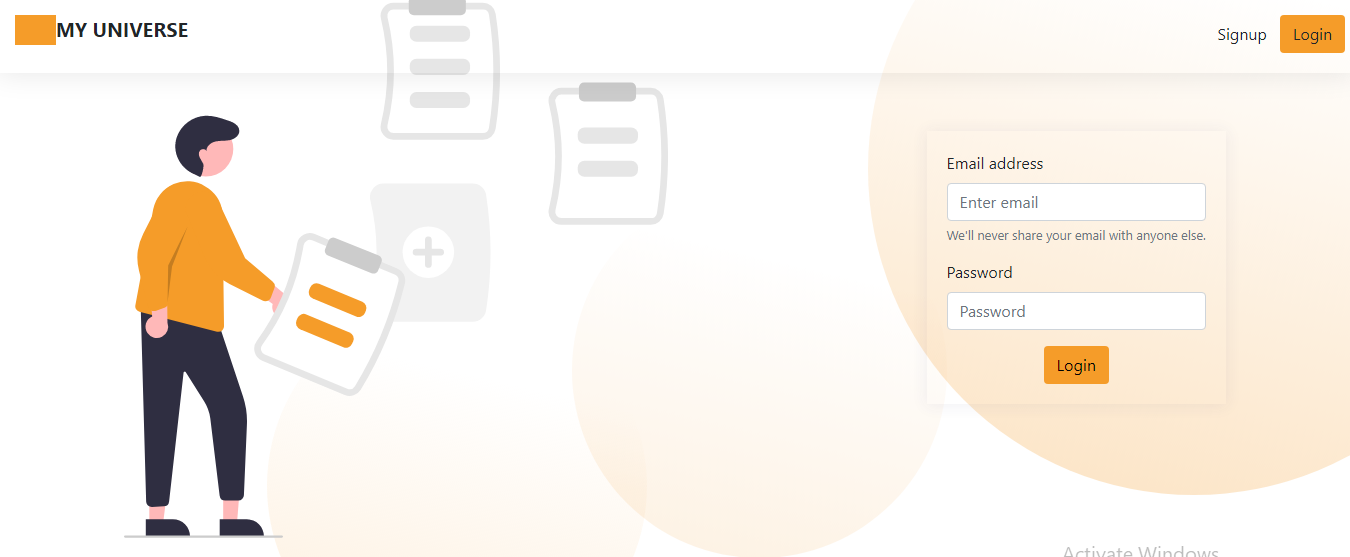 MY UNIVERSE
Signup
Login
Email address
Enter email
We'll never share your email with anyone else.
Password
Password
Login
Activate Windows